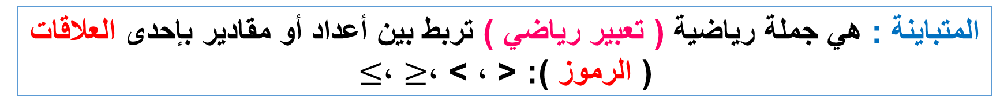 المتباينة : هي جملة رياضية ( تعبير رياضي ) تربط بين أعداد أو مقادير بإحدى العلاقات
( الرموز ): > ، < ،≥ ،≤